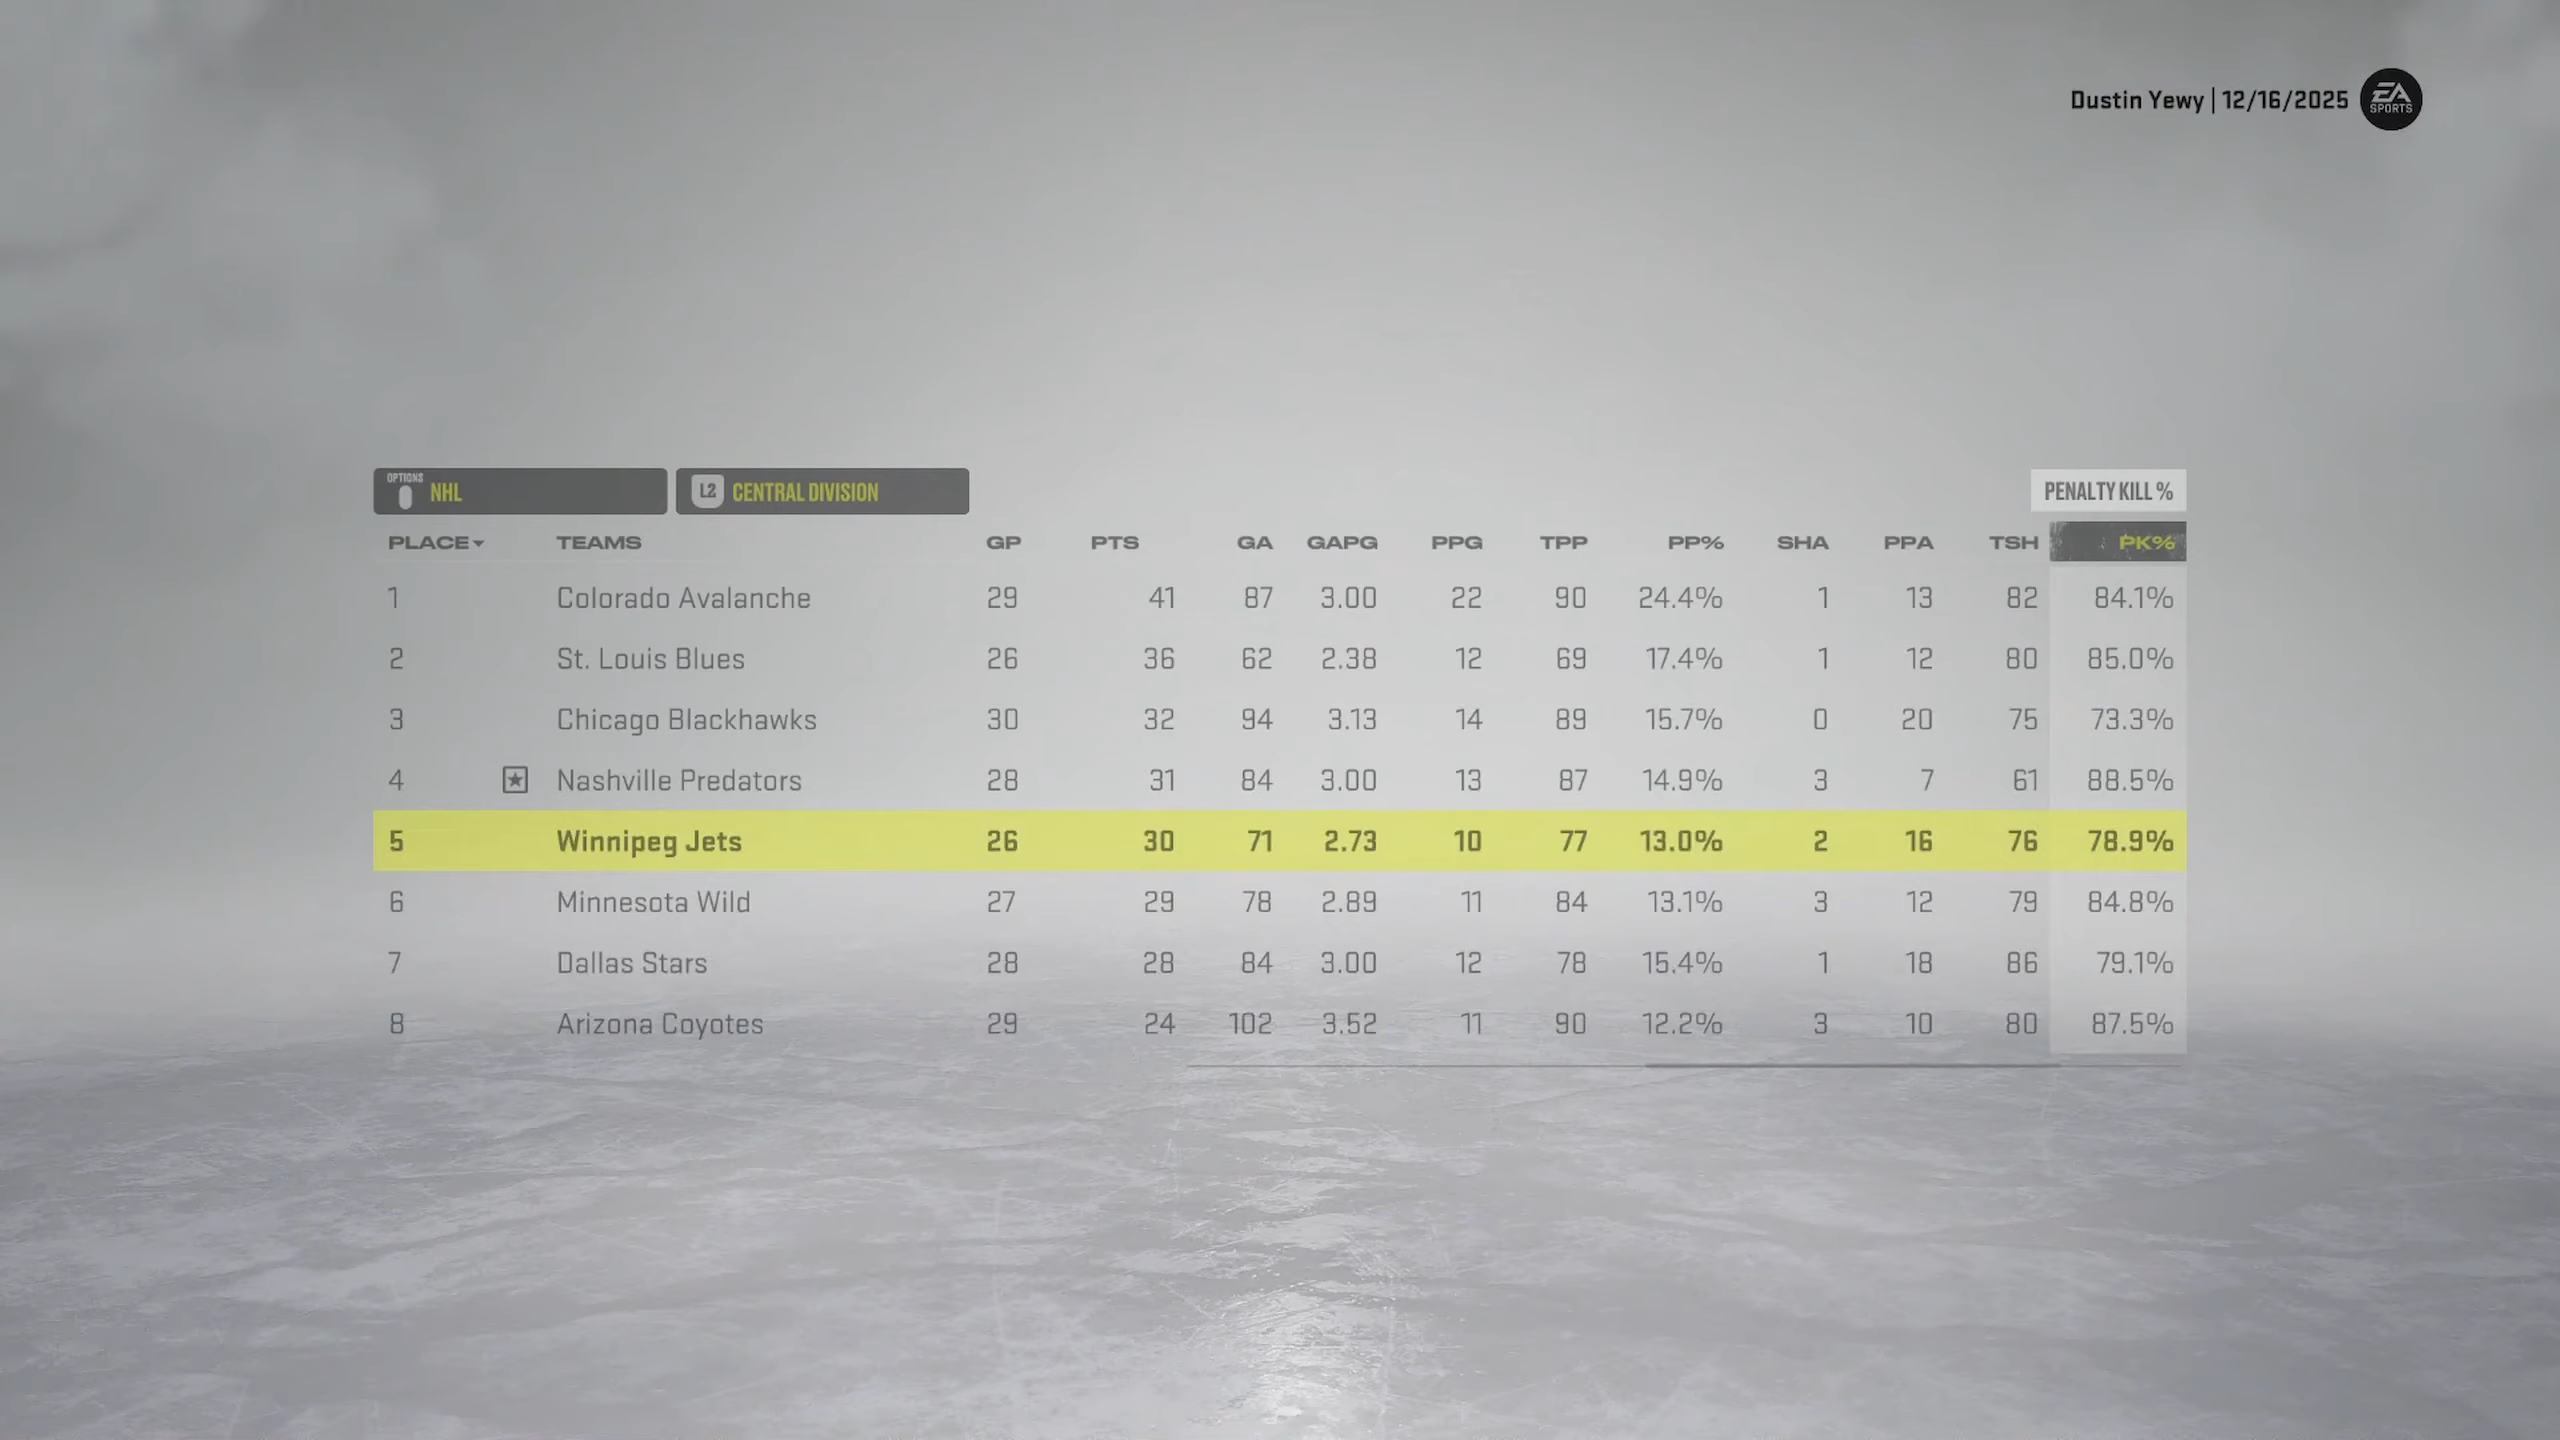 Dustin Yewy | 12/16/2025 EA SPORTS
OPTIONS NHL L2 CENTRAL DIVISION PENALTY KILL %
PLACE TEAMS GP PTS GA GAPG PPG TPP PP% SHA PPA TSH PK%
1 Colorado Avalanche 29 41 87 3.00 22 90 24.4% 1 13 82 84.1%
2 St. Louis Blues 26 36 62 2.38 12 69 17.4% 1 12 80 85.0%
3 Chicago Blackhawks 30 32 94 3.13 14 89 15.7% 0 20 75 73.3%
4 Nashville Predators 28 31 84 3.00 13 87 14.9% 3 7 61 88.5%
5 Winnipeg Jets 26 30 71 2.73 10 77 13.0% 2 16 76 78.9%
6 Minnesota Wild 27 29 78 2.89 11 84 13.1% 3 12 79 84.8%
7 Dallas Stars 28 28 84 3.00 12 78 15.4% 1 18 86 79.1%
8 Arizona Coyotes 29 24 102 3.52 11 90 12.2% 3 10 80 87.5%